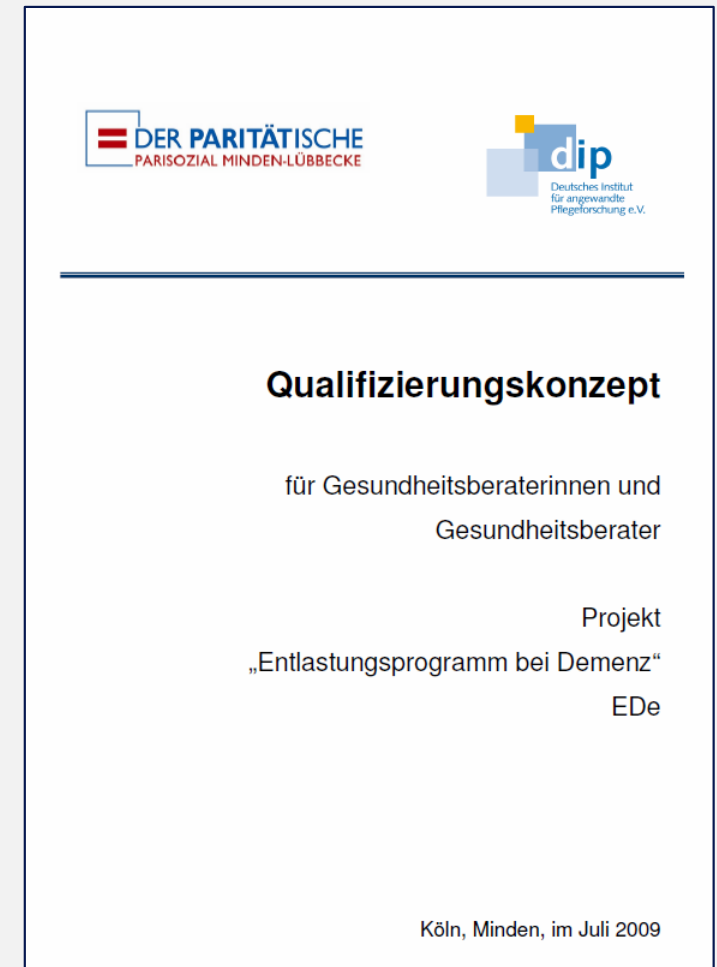 DER PARITÄTISCHE
PARISOZIAL MINDEN-LÜBBECKE
dip
Deutsches Institut
für angewandte
Pflegeforschung e.V.
Qualifizierungskonzept
für Gesundheitsberaterinnen und
Gesundheitsberater
Projekt
„Entlastungsprogramm bei Demenz“
EDe
Köln, Minden, im Juli 2009